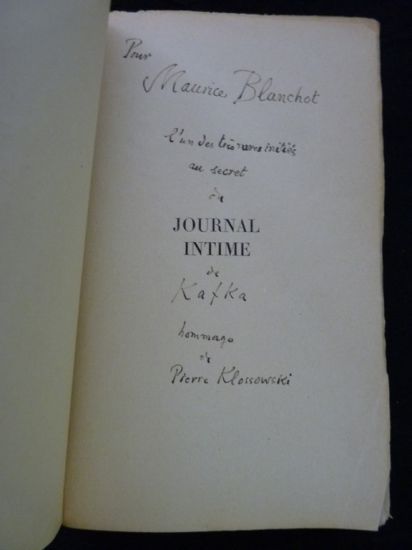 Pour
Maurice Blanchot
l'un des très rares initiés
au secret
du
JOURNAL
INTIME
de
Kafka
hommage
de
Pierre Klossowski